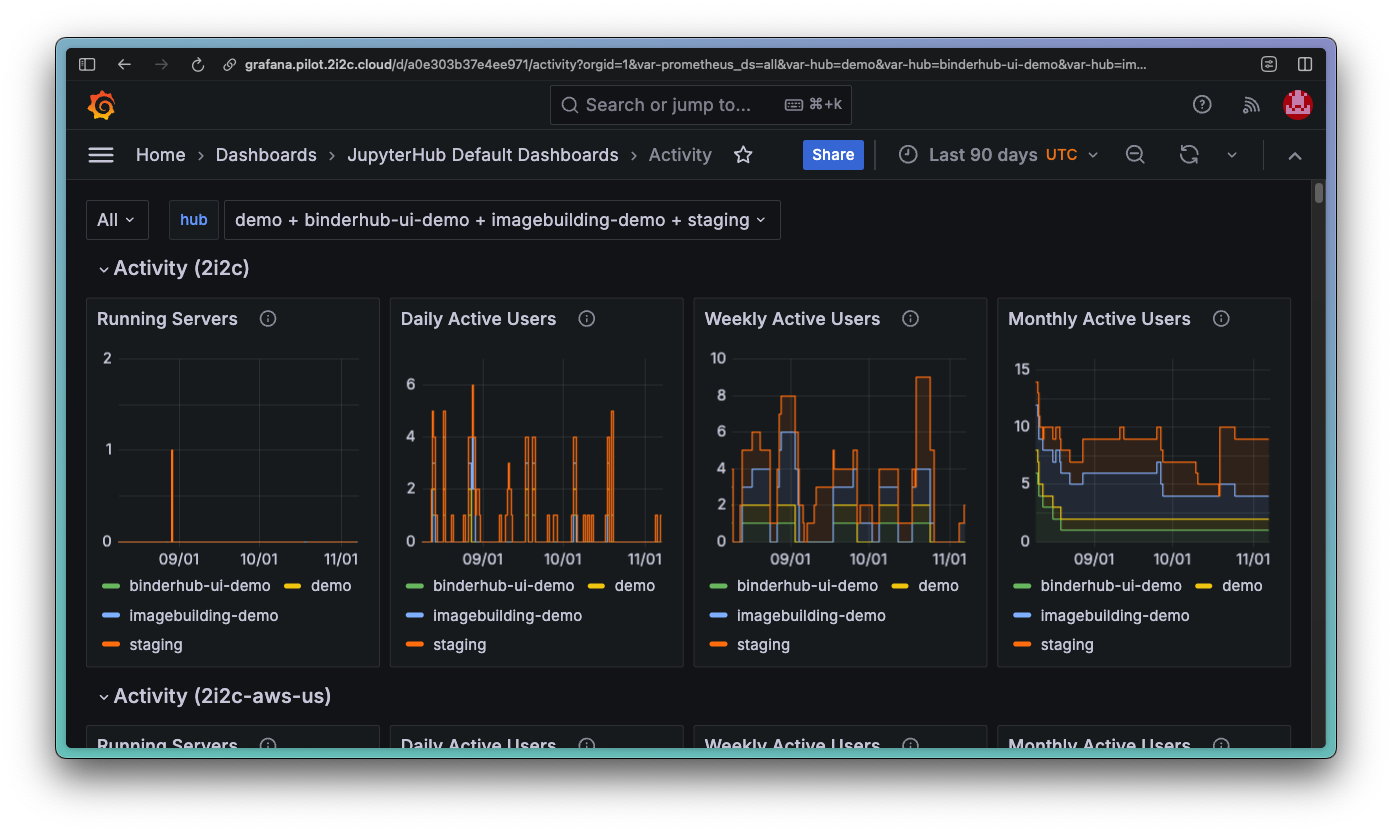 grafana.pilot.2i2c.cloud/d/a0e303b37e4ee971/activity?orgid=1&var-prometheus_ds=all&var-hub=demo&var-hub=binderhub-ui-demo&var-hub=im...
Search or jump to... ⌘+k
Home › Dashboards › JupyterHub Default Dashboards › Activity Share Last 90 days UTC
All hub demo + binderhub-ui-demo + imagebuilding-demo + staging
Activity (2i2c)
Running Servers
2
1
0
09/01 10/01 11/01
binderhub-ui-demo demo
imagebuilding-demo
staging
Daily Active Users
6
4
2
0
09/01 10/01 11/01
binderhub-ui-demo demo
imagebuilding-demo
staging
Weekly Active Users
10
8
6
4
2
0
09/01 10/01 11/01
binderhub-ui-demo demo
imagebuilding-demo
staging
Monthly Active Users
15
10
5
0
09/01 10/01 11/01
binderhub-ui-demo demo
imagebuilding-demo
staging
Activity (2i2c-aws-us)
Running Servers Daily Active Users Weekly Active Users Monthly Active Users